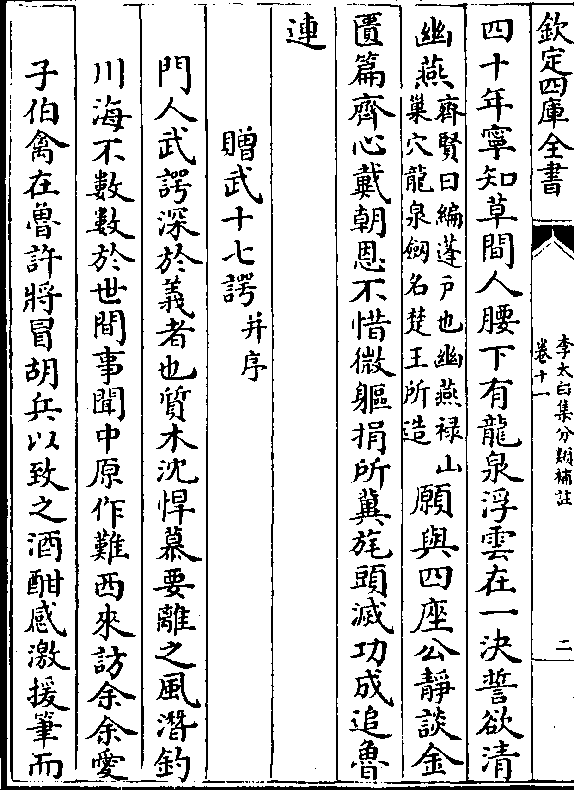 欽定四庫全書
李太白集分類補註
卷十一
二
四十年寧知草間人腰下有龍泉浮雲在一決誓欲清
幽燕齊賢曰編蓬戸也幽燕禄山
巢穴龍泉劔名楚王所造願與四座公靜談金
匱篇齊心戴朝恩不惜微軀捐所冀旄頭滅功成追魯
連
贈武十七諤并序
門人武諤深於義者也質木沈悍慕要離之風潛釣
川海不數數於世間事聞中原作難西來訪余余愛
子伯禽在魯許將冒胡兵以致之酒酣感激援筆而